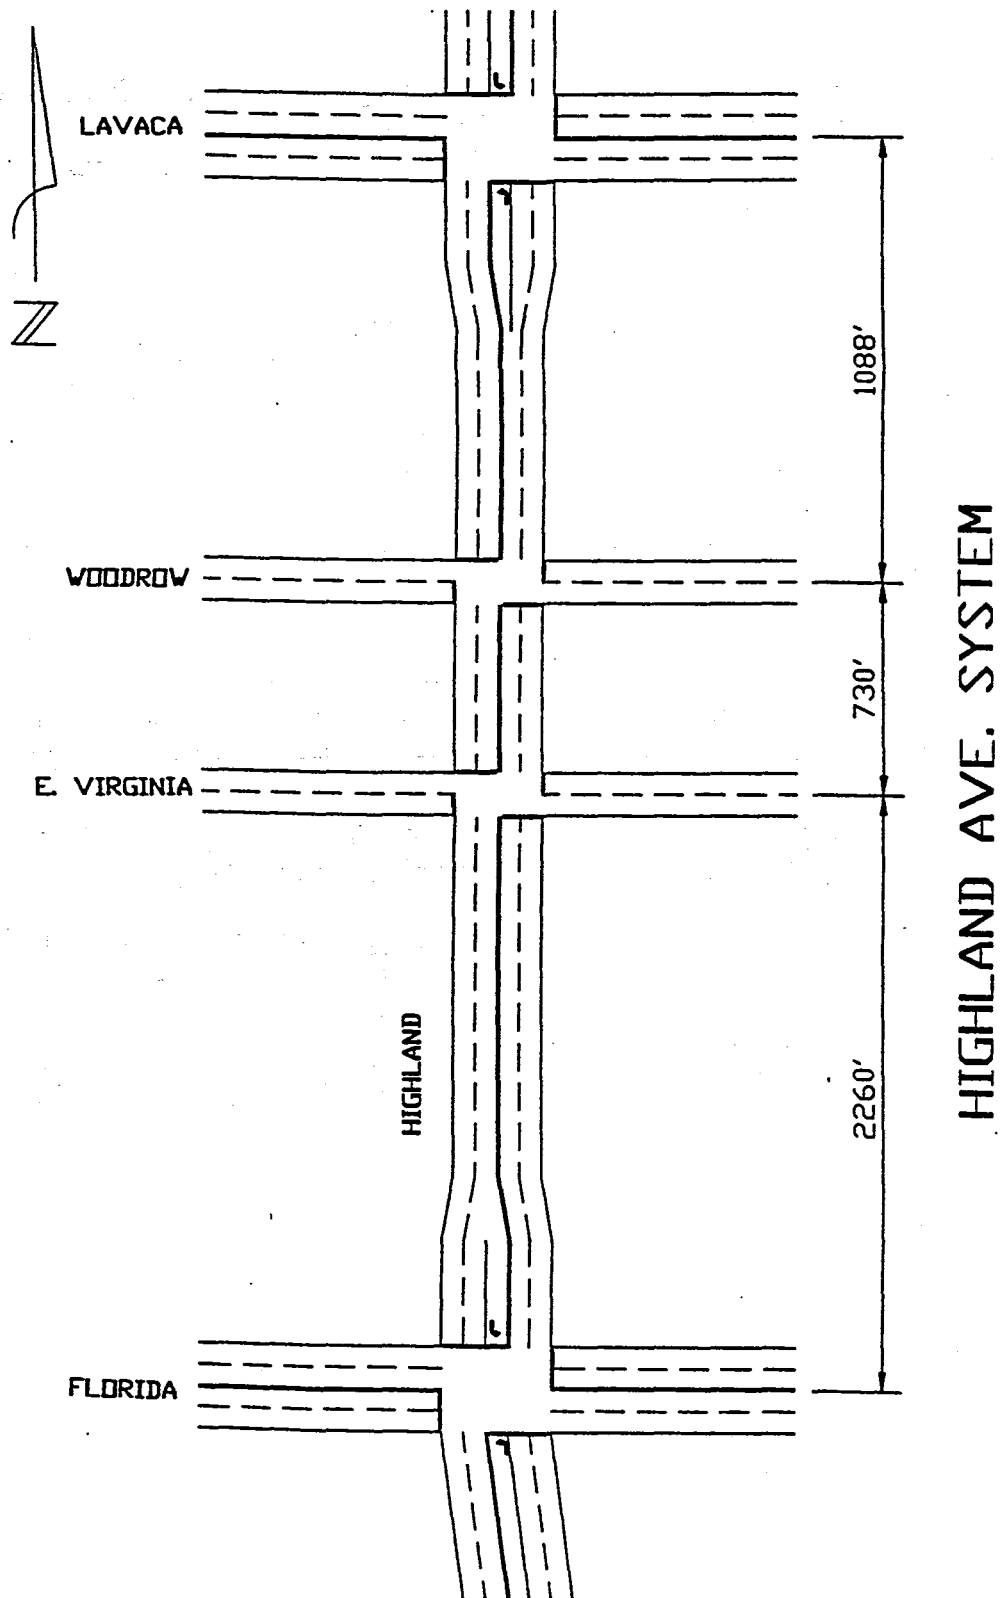 LAVACA
N
1088'
WOODROW
730'
E. VIRGINIA
HIGHLAND
2260'
FLORIDA
HIGHLAND AVE. SYSTEM